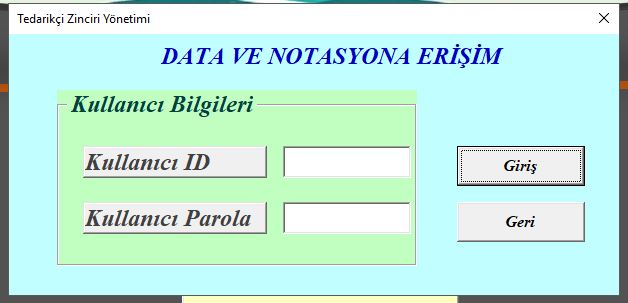 Tedarikçi Zinciri Yönetimi
DATA VE NOTASYONA ERİŞİM
Kullanıcı Bilgileri
Kullanıcı ID
Giriş
Kullanıcı Parola
Geri